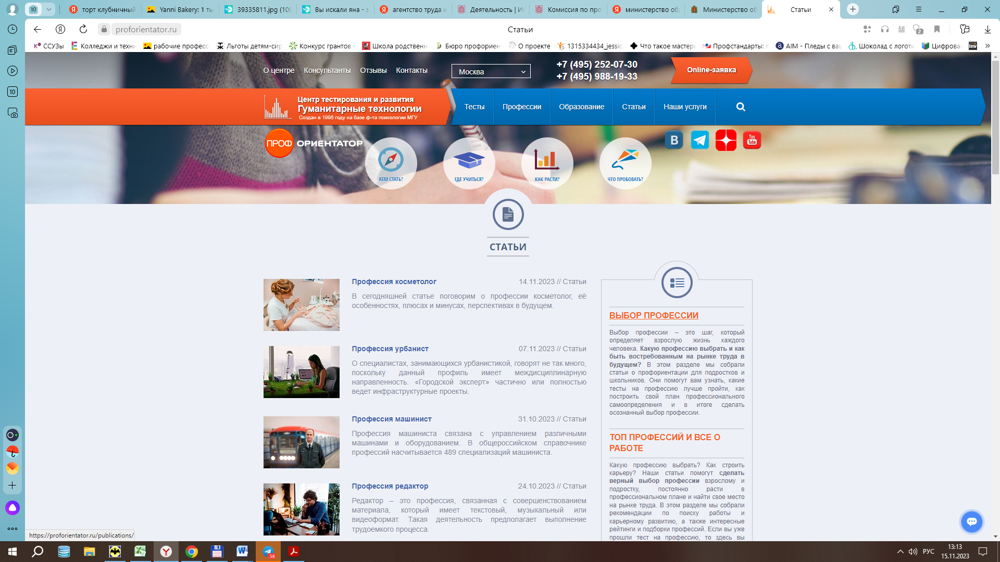 10
торт клубничный
Yanni Bakery: 1 ты
39335811.jpg (108
Вы искали яна - s
агентство труда и
Деятельность | И
Комиссия по про
министерство об
Министерство об
Статьи
proforientator.ru
Статьи
2
ССУЗы
Колледжи и техни
рабочие професс
Льготы детям-сир
Конкурс грантов
Школа родственн
Бюро профориен
О проекте
1315334434_jessic
Что такое мастер
Профстандарты:
AIM - Пледы с ваш
Шоколад с логоти
Цифрова
Inv
»
10
О центре
Консультанты
Отзывы
Контакты
Москва
+7 (495) 252-07-30
+7 (495) 988-19-33
Online-заявка
Центр тестирования и развития
Гуманитарные технологии
Создан в 1996 году на базе ф-та психологии МГУ
Тесты
Профессии
Образование
Статьи
Наши услуги
ПРОФ ОРИЕНТАТОР
КЕМ СТАТЬ?
ГДЕ УЧИТЬСЯ?
КАК РАСТИ?
ЧТО ПРОБОВАТЬ?
В
You
Tube
СТАТЬИ
Профессия косметолог
14.11.2023 // Статьи
В сегодняшней статье поговорим о профессии косметолог, её
особенностях, плюсах и минусах, перспективах в будущем.
Профессия урбанист
07.11.2023 // Статьи
О специалистах, занимающихся урбанистикой, говорят не так много,
поскольку данный профиль имеет междисциплинарную
направленность. «Городской эксперт» частично или полностью
ведет инфраструктурные проекты.
Профессия машинист
31.10.2023 // Статьи
Профессия машиниста связана с управлением различными
машинами и оборудованием. В общероссийском справочнике
профессий насчитывается 489 специализаций машиниста.
Профессия редактор
24.10.2023 // Статьи
Редактор – это профессия, связанная с совершенствованием
материала, который имеет текстовый, музыкальный или
видеоформат. Такая деятельность предполагает выполнение
трудоемкого процесса.
ВЫБОР ПРОФЕССИИ
Выбор профессии – это шаг, который
определяет взрослую жизнь каждого
человека. Какую профессию выбрать и как
быть востребованным на рынке труда в
будущем? В этом разделе мы собрали
статьи о профориентации для подростков и
школьников. Они помогут вам узнать, какие
тесты на профессию лучше пройти, как
построить свой план профессионального
самоопределения и в итоге сделать
осознанный выбор профессии.
ТОП ПРОФЕССИЙ И ВСЕ О
РАБОТЕ
Какую профессию выбрать? Как строить
карьеру? Наши статьи помогут сделать
верный выбор профессии взрослому и
подростку, постоянно расти в
профессиональном плане и найти свое место
на рынке труда. В этом разделе мы собрали
рекомендации по поиску работы и
карьерному развитию, а также интересные
рейтинги и подборки профессий. Если вы уже
прошли тест на профессию, то здесь вы
https://proforientator.ru/publications/
58
РУС
13:13
15.11.2023